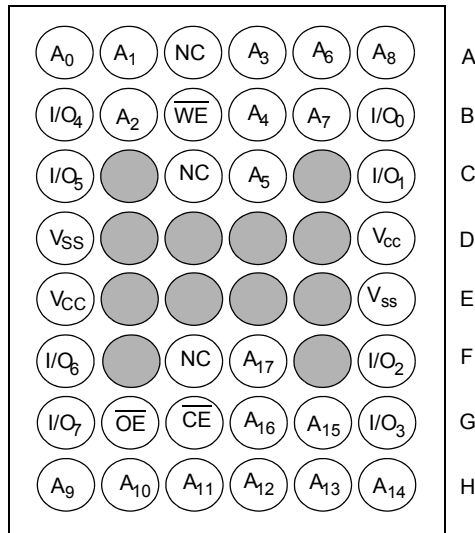 A0 A1 NC A3 A6 A8 A
I/O4 A2 WE A4 A7 I/O0 B
I/O5 NC A5 I/O1 C
VSS Vcc D
VCC Vss E
I/O6 NC A17 I/O2 F
I/O7 OE CE A16 A15 I/O3 G
A9 A10 A11 A12 A13 A14 H